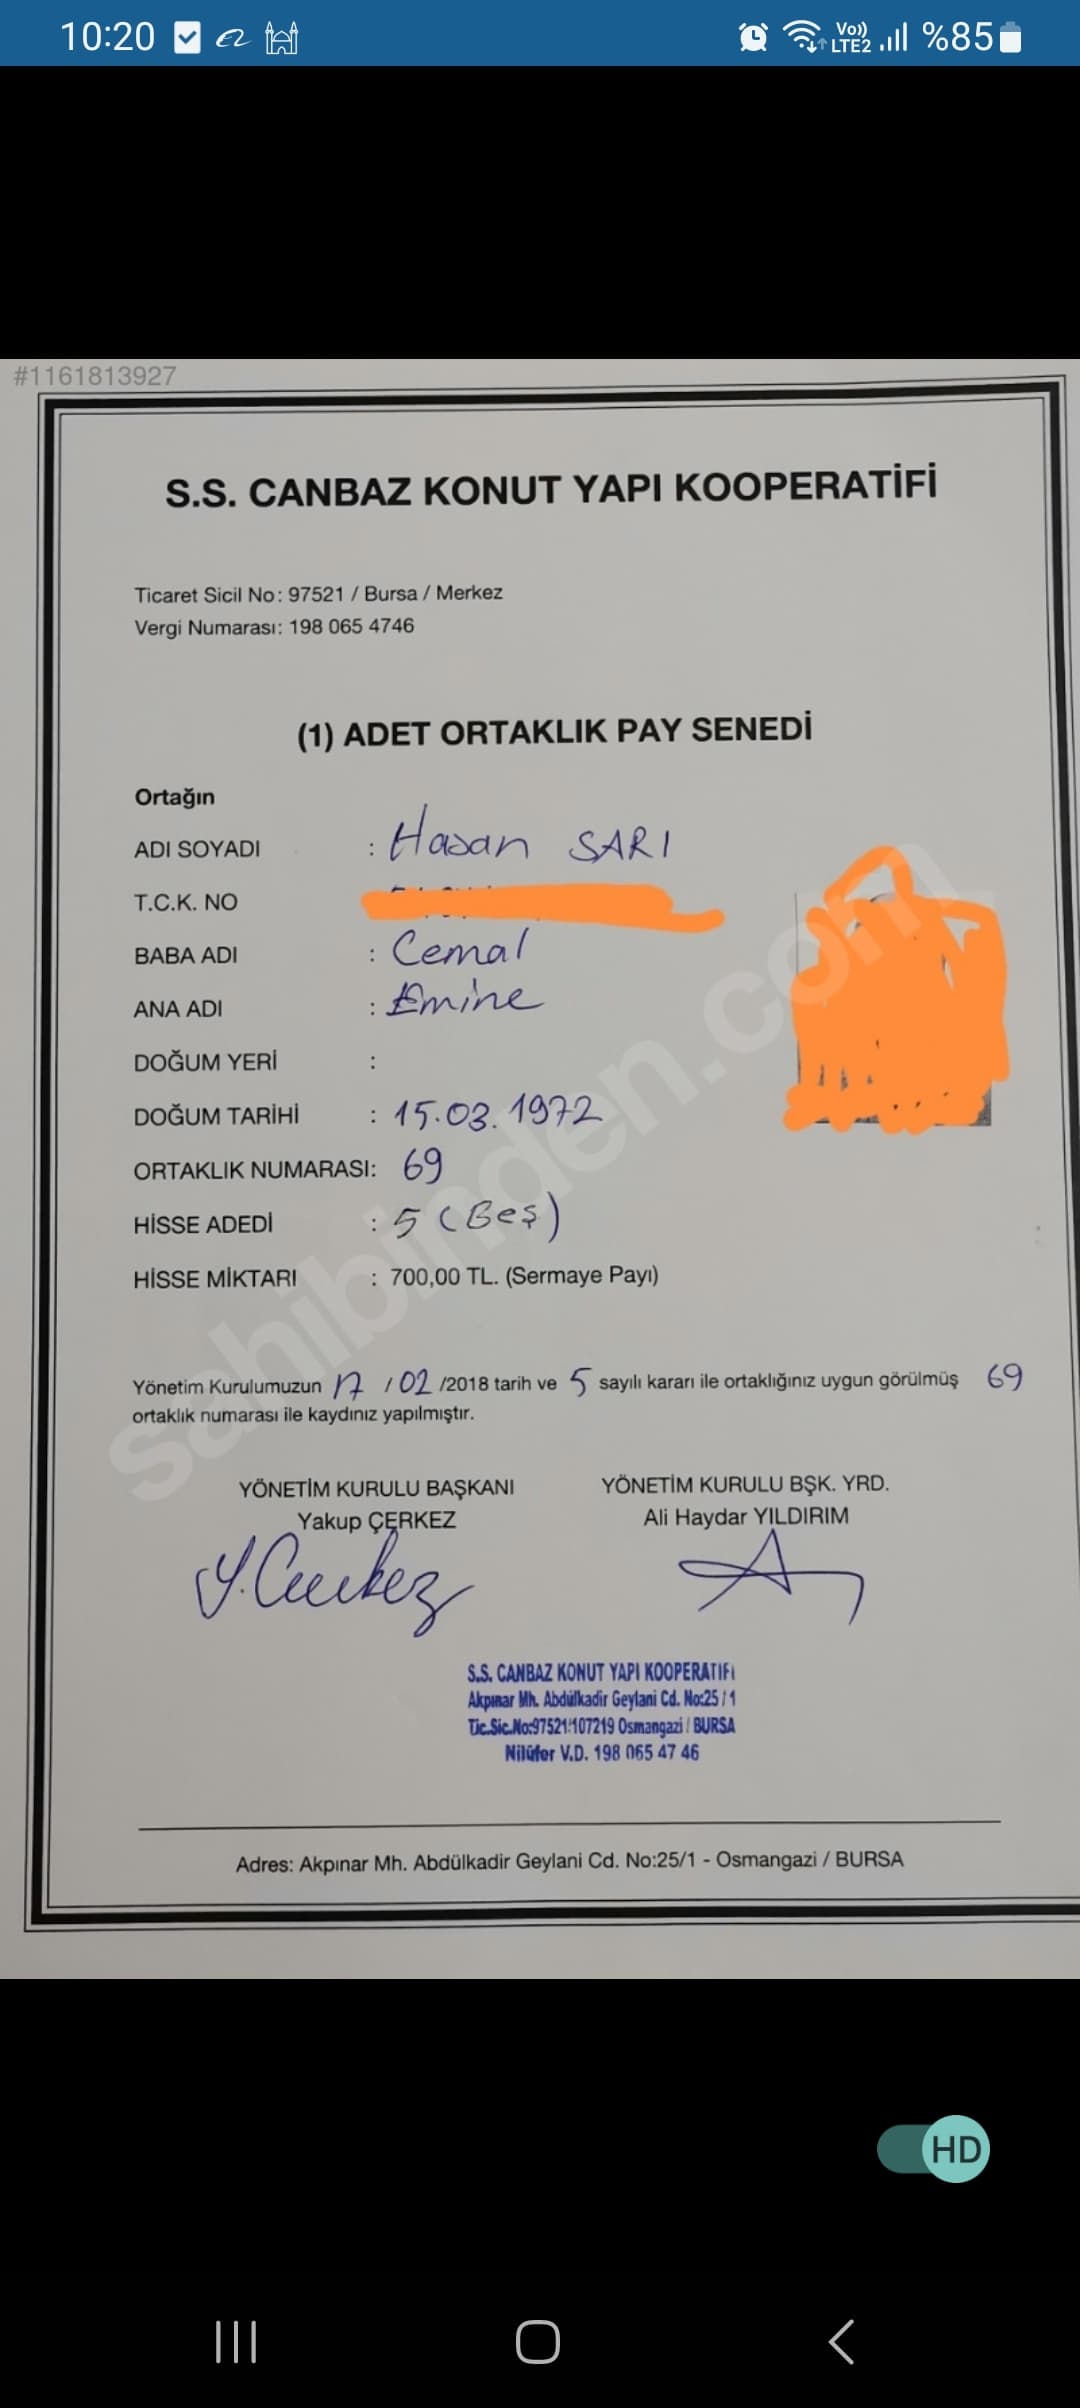 10:20
Vo)) LTE2 %85
#1161813927
S.S. CANBAZ KONUT YAPI KOOPERATİFİ
Ticaret Sicil No: 97521 / Bursa / Merkez
Vergi Numarası: 198 065 4746
(1) ADET ORTAKLIK PAY SENEDİ
Ortağın
ADI SOYADI : Hasan SARI
T.C.K. NO
BABA ADI : Cemal
ANA ADI : Emine
DOĞUM YERİ :
DOĞUM TARİHİ : 15.03.1972
ORTAKLIK NUMARASI: 69
HİSSE ADEDİ : 5 (Beş)
HİSSE MİKTARI : 700,00 TL. (Sermaye Payı)
sahibinden.com
Yönetim Kurulumuzun 17 / 02 /2018 tarih ve 5 sayılı kararı ile ortaklığınız uygun görülmüş 69
ortaklık numarası ile kaydınız yapılmıştır.
YÖNETİM KURULU BAŞKANI YÖNETİM KURULU BŞK. YRD.
Yakup ÇERKEZ Ali Haydar YILDIRIM
Y. Çerkez
S.S. CANBAZ KONUT YAPI KOOPERATİFİ
Akpınar Mh. Abdülkadir Geylani Cd. No:25 / 1
Tic.Sic.No:97521/107219 Osmangazi / BURSA
Nilüfer V.D. 198 065 47 46
Adres: Akpınar Mh. Abdülkadir Geylani Cd. No:25/1 - Osmangazi / BURSA
HD